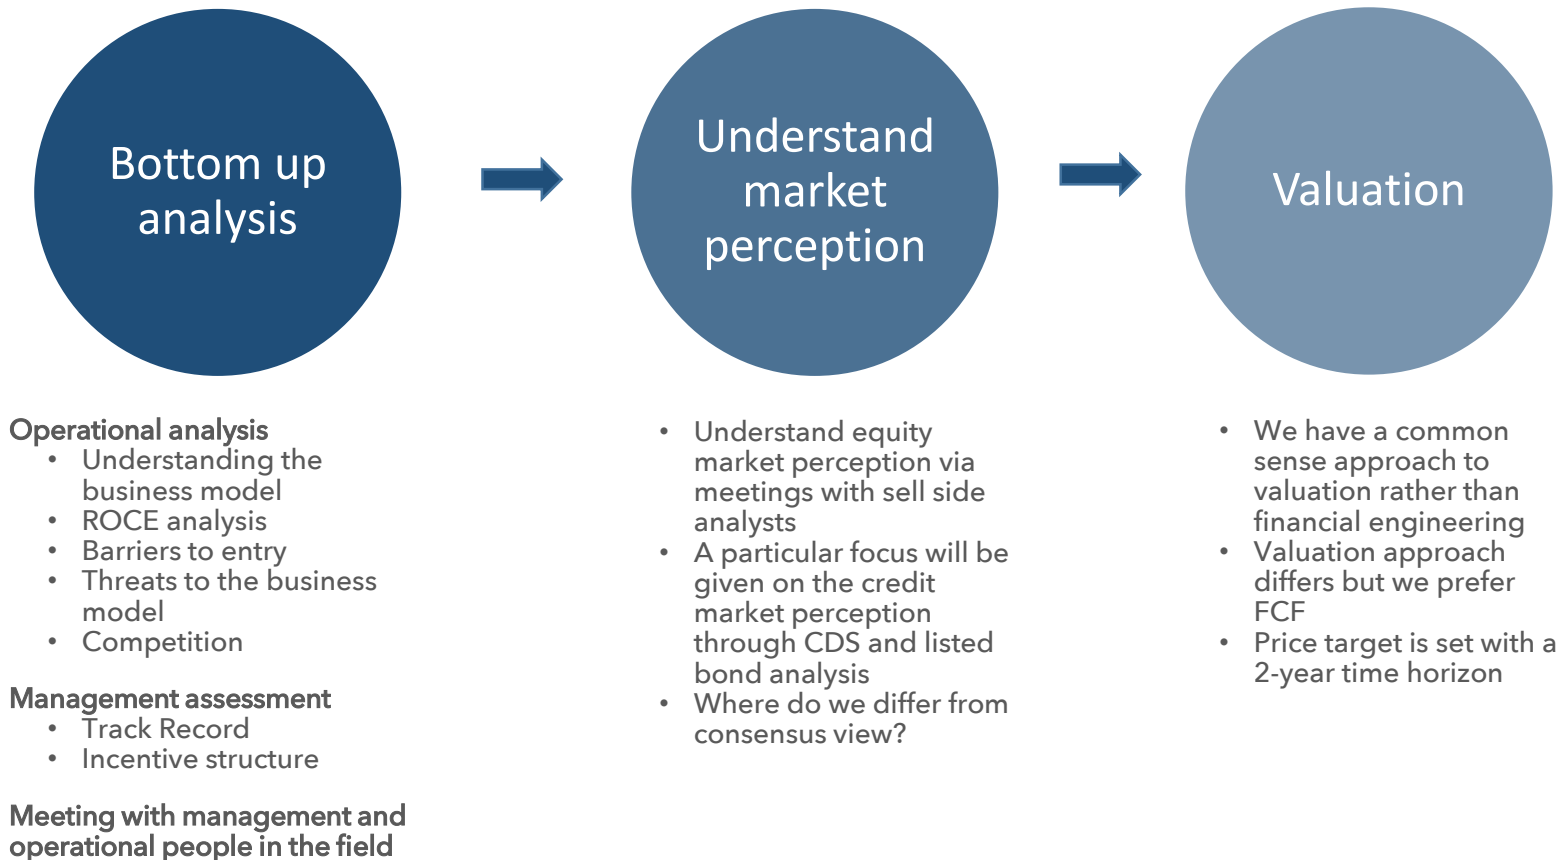 Bottom up
analysis
Understand
market
perception
Valuation
Operational analysis
• Understanding the
business model
• ROCE analysis
• Barriers to entry
• Threats to the business
model
• Competition
Management assessment
• Track Record
• Incentive structure
Meeting with management and
operational people in the field
• Understand equity
market perception via
meetings with sell side
analysts
• A particular focus will be
given on the credit
market perception
through CDS and listed
bond analysis
• Where do we differ from
consensus view?
• We have a common
sense approach to
valuation rather than
financial engineering
• Valuation approach
differs but we prefer
FCF
• Price target is set with a
2-year time horizon